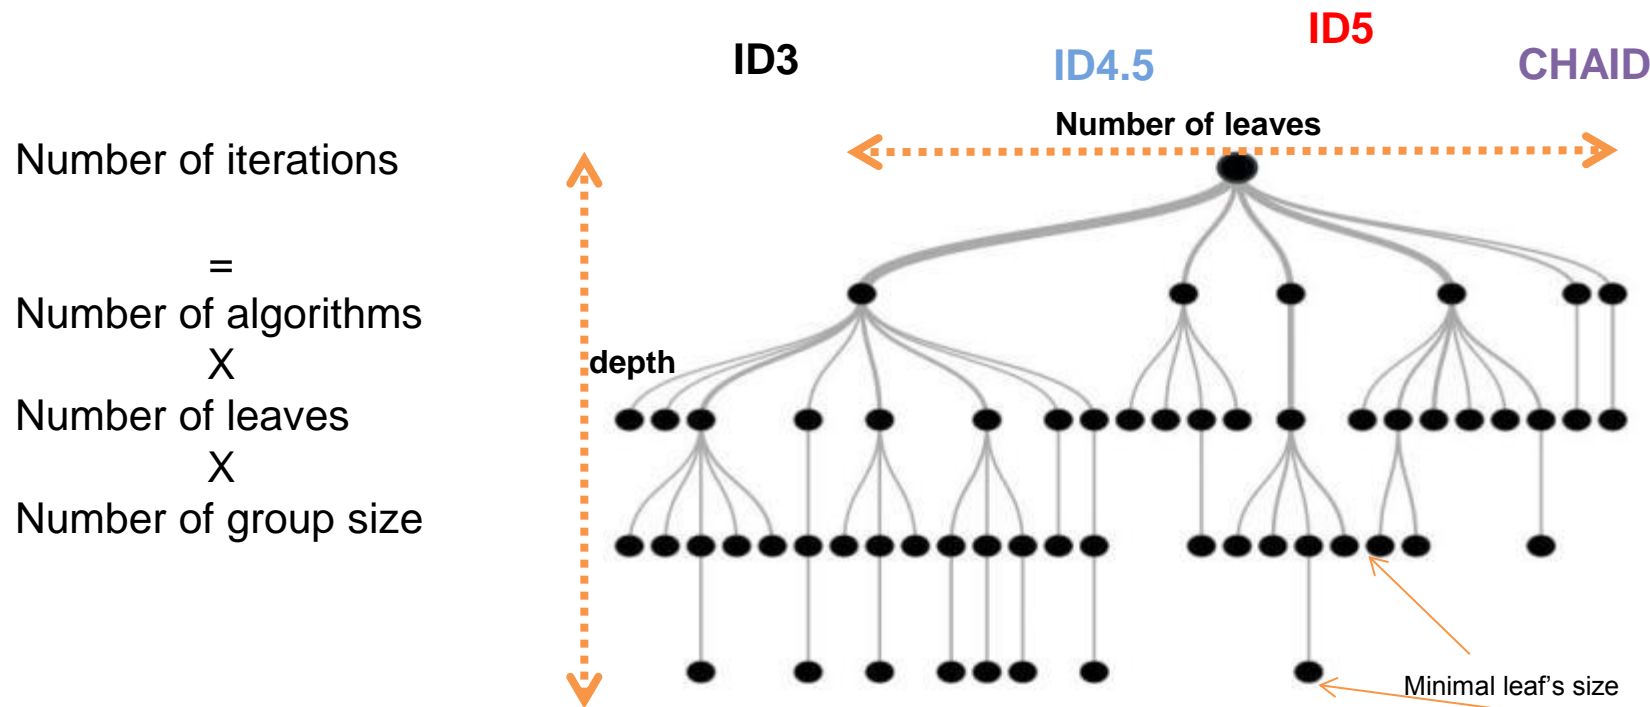 ID3
ID4.5
ID5
CHAID
Number of leaves
Number of iterations
=
Number of algorithms
X
Number of leaves
X
Number of group size
depth
Minimal leaf's size